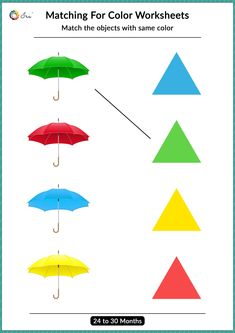 Matching For Color Worksheets
Match the objects with same color
24 to 30 Months